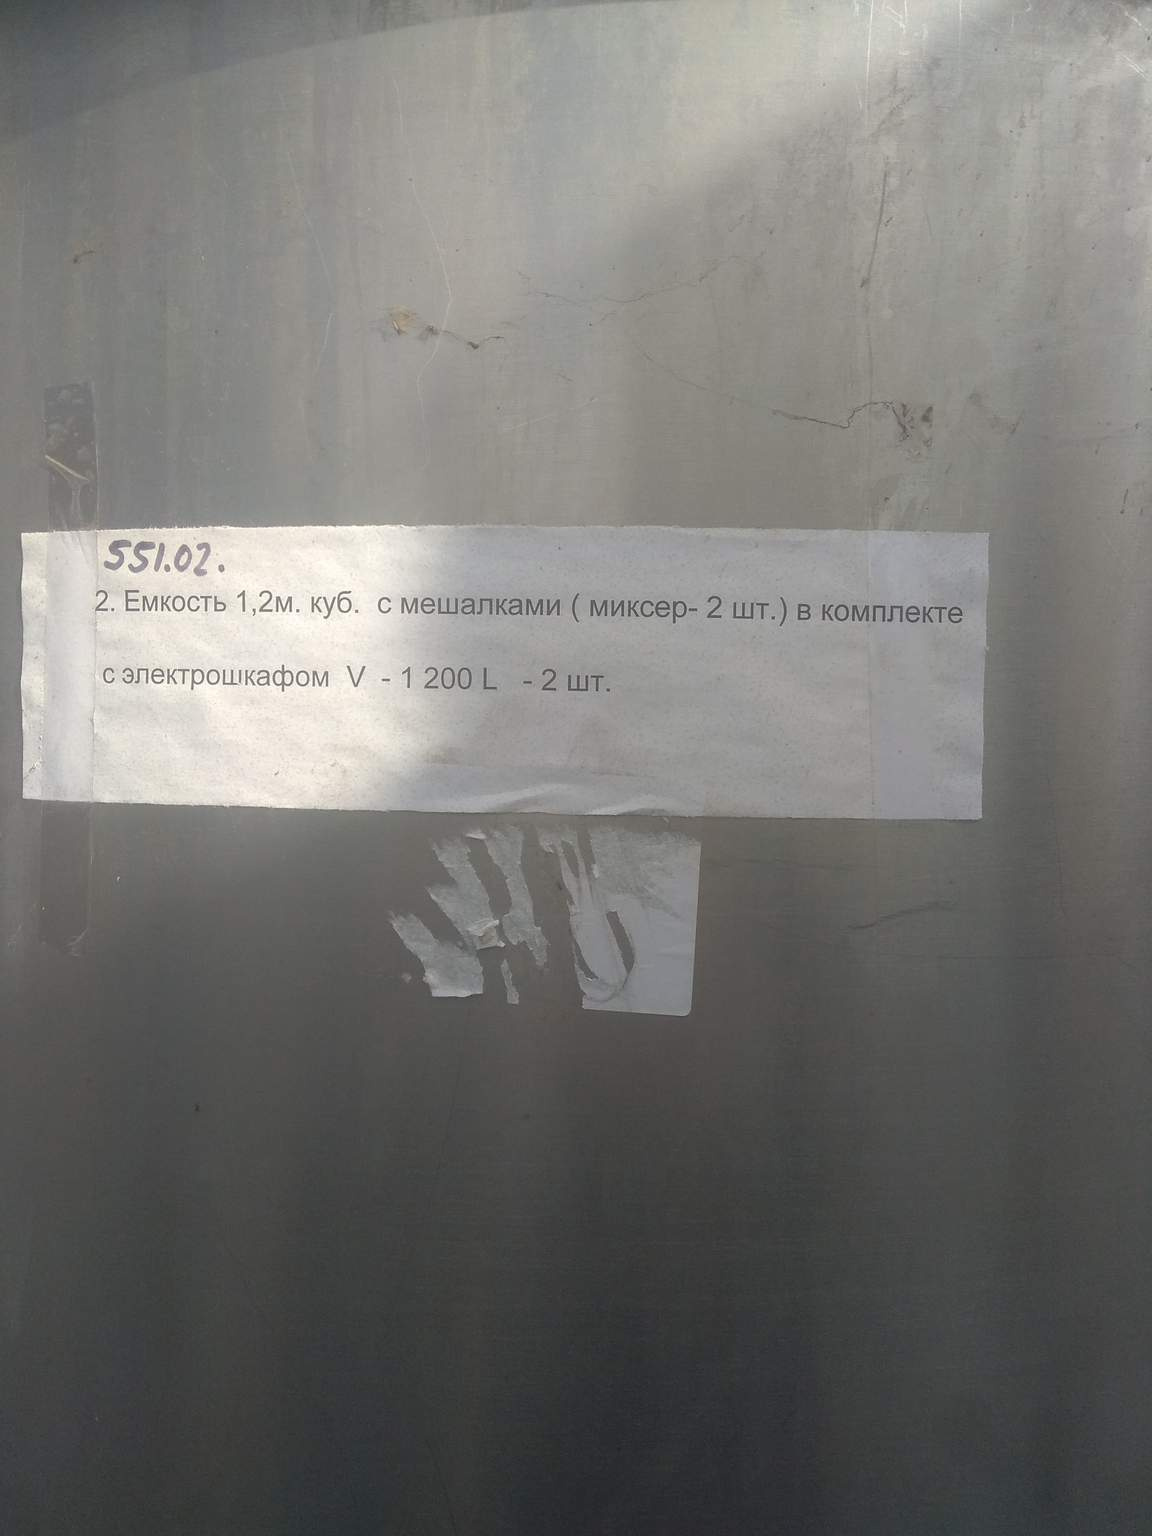 551.02.
2. Емкость 1,2м. куб. с мешалками ( миксер- 2 шт.) в комплекте
с электрошкафом V - 1 200 L - 2 шт.